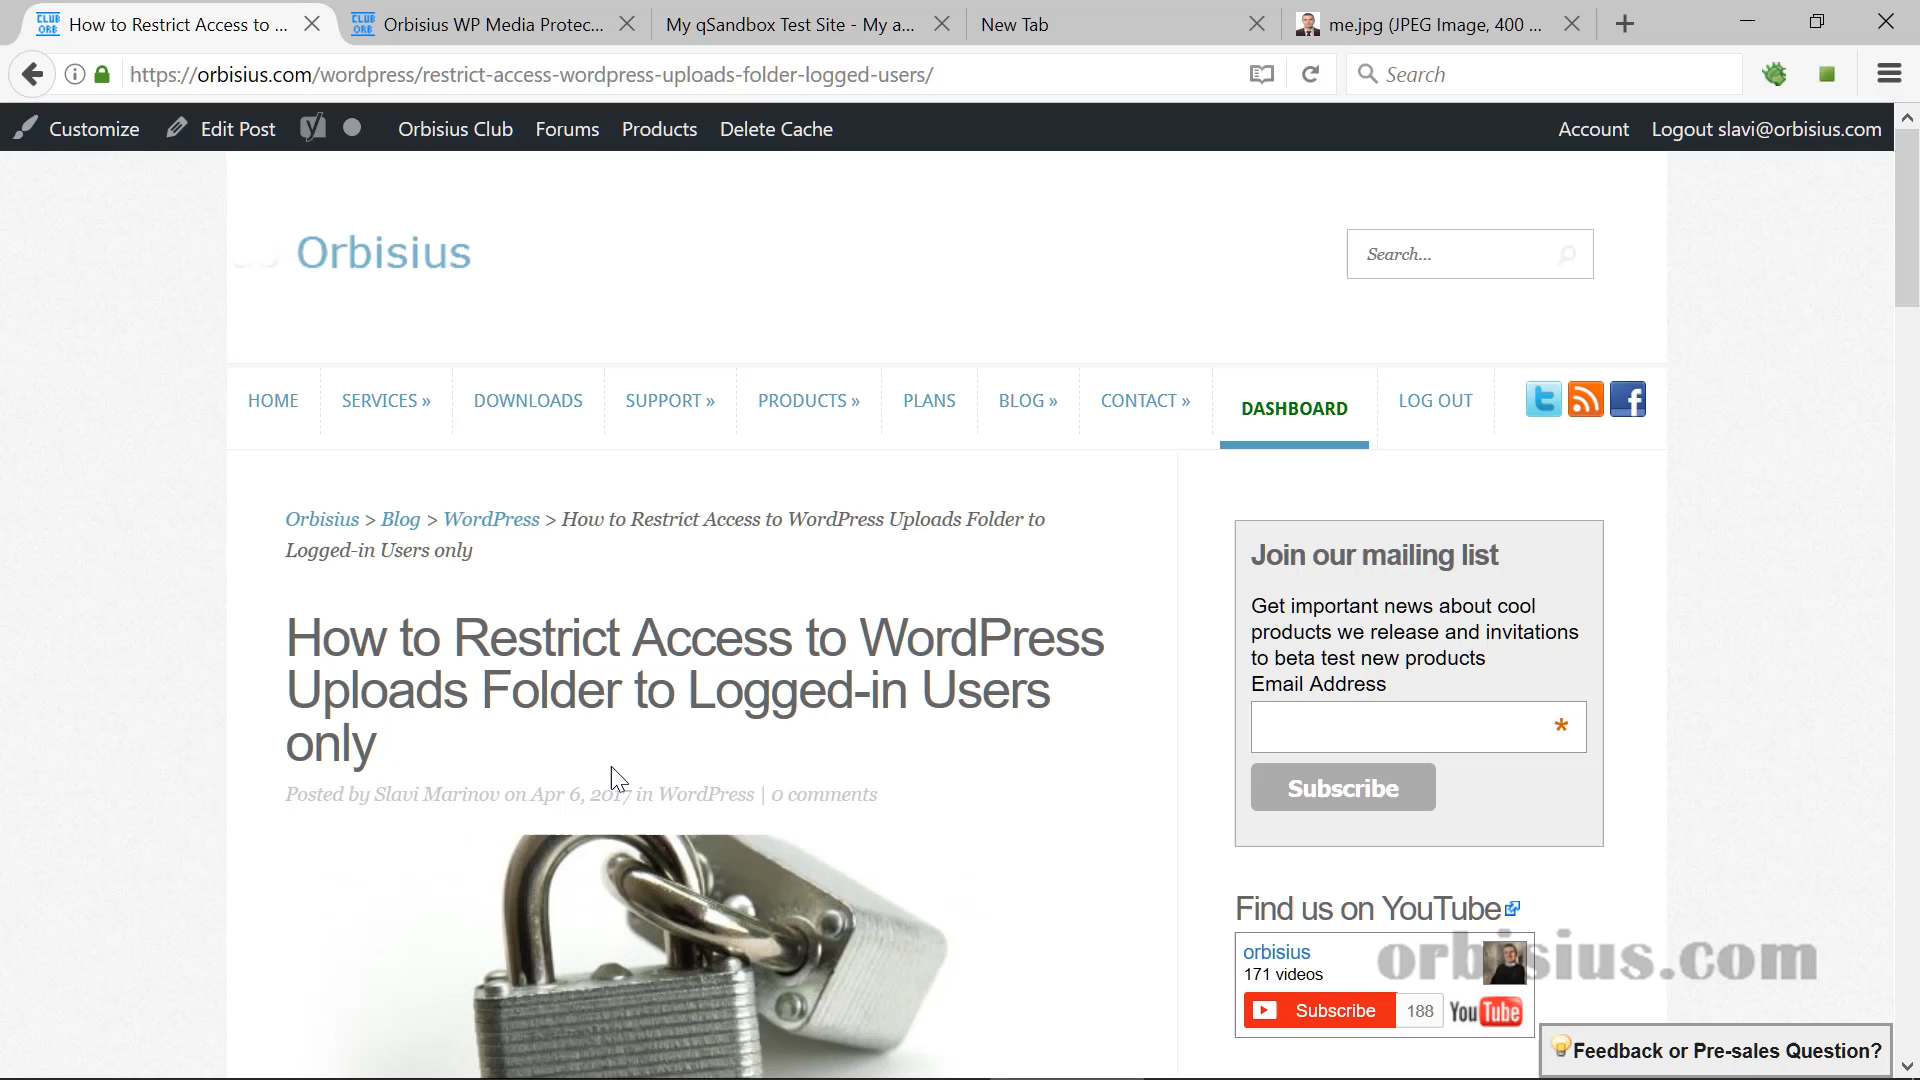 How to Restrict Access to ...
Orbisius WP Media Protec...
My qSandbox Test Site - My a...
New Tab
me.jpg (JPEG Image, 400 ...
https://orbisius.com/wordpress/restrict-access-wordpress-uploads-folder-logged-users/
Search
Customize
Edit Post
Orbisius Club
Forums
Products
Delete Cache
Account
Logout slavi@orbisius.com
Orbisius
Search...
HOME
SERVICES »
DOWNLOADS
SUPPORT »
PRODUCTS »
PLANS
BLOG »
CONTACT »
DASHBOARD
LOG OUT
Orbisius > Blog > WordPress > How to Restrict Access to WordPress Uploads Folder to
Logged-in Users only
How to Restrict Access to WordPress
Uploads Folder to Logged-in Users
only
Posted by Slavi Marinov on Apr 6, 2017 in WordPress | 0 comments
Join our mailing list
Get important news about cool
products we release and invitations
to beta test new products
Email Address
*
Subscribe
Find us on YouTube
orbisius
171 videos
Subscribe
188
YouTube
orbisius.com
Feedback or Pre-sales Question?